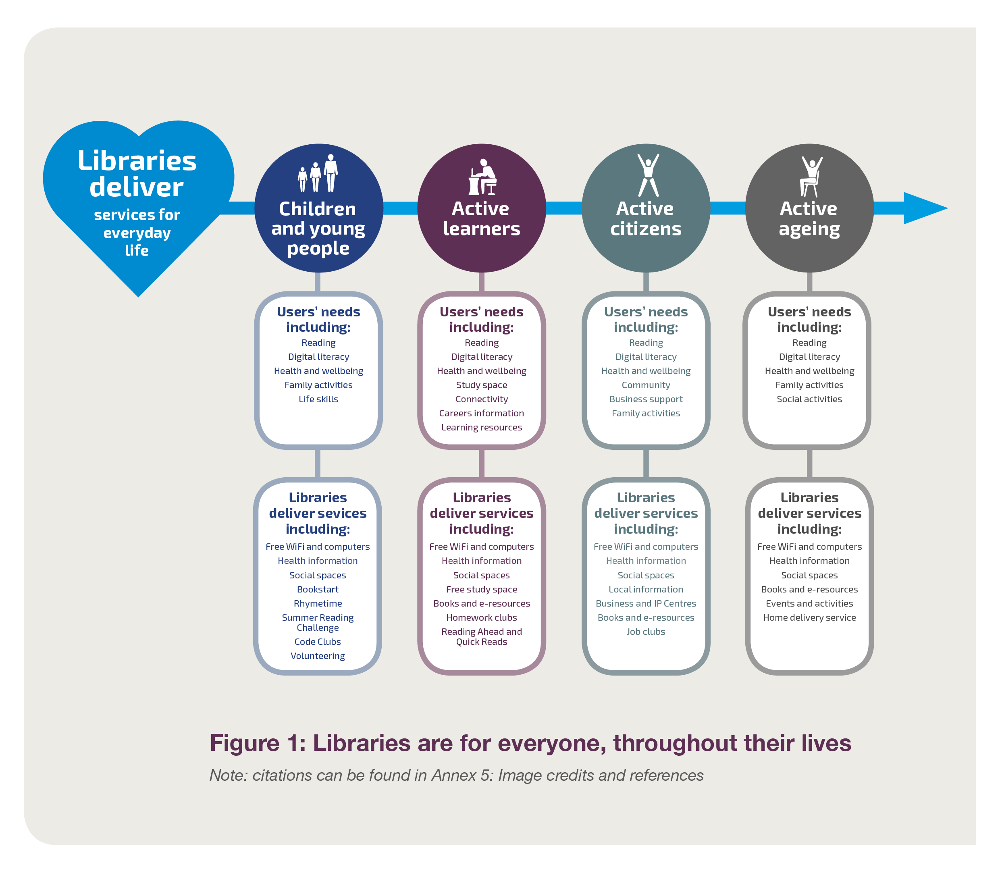 Libraries
deliver
services for
everyday
life
Children
and young
people
Users’ needs
including:
Reading
Digital literacy
Health and wellbeing
Family activities
Life skills
Libraries
deliver sevices
including:
Free WiFi and computers
Health information
Social spaces
Bookstart
Rhymetime
Summer Reading
Challenge
Code Clubs
Volunteering
Active
learners
Users’ needs
including:
Reading
Digital literacy
Health and wellbeing
Study space
Connectivity
Careers information
Learning resources
Libraries
deliver services
including:
Free WiFi and computers
Health information
Social spaces
Free study space
Books and e-resources
Homework clubs
Reading Ahead and
Quick Reads
Active
citizens
Users’ needs
including:
Reading
Digital literacy
Health and wellbeing
Community
Business support
Family activities
Libraries
deliver services
including:
Free WiFi and computers
Health information
Social spaces
Local information
Business and IP Centres
Books and e-resources
Job clubs
Active
ageing
Users’ needs
including:
Reading
Digital literacy
Health and wellbeing
Family activities
Social activities
Libraries
deliver services
including:
Free WiFi and computers
Health information
Social spaces
Books and e-resources
Events and activities
Home delivery service
Figure 1: Libraries are for everyone, throughout their lives
Note: citations can be found in Annex 5: Image credits and references